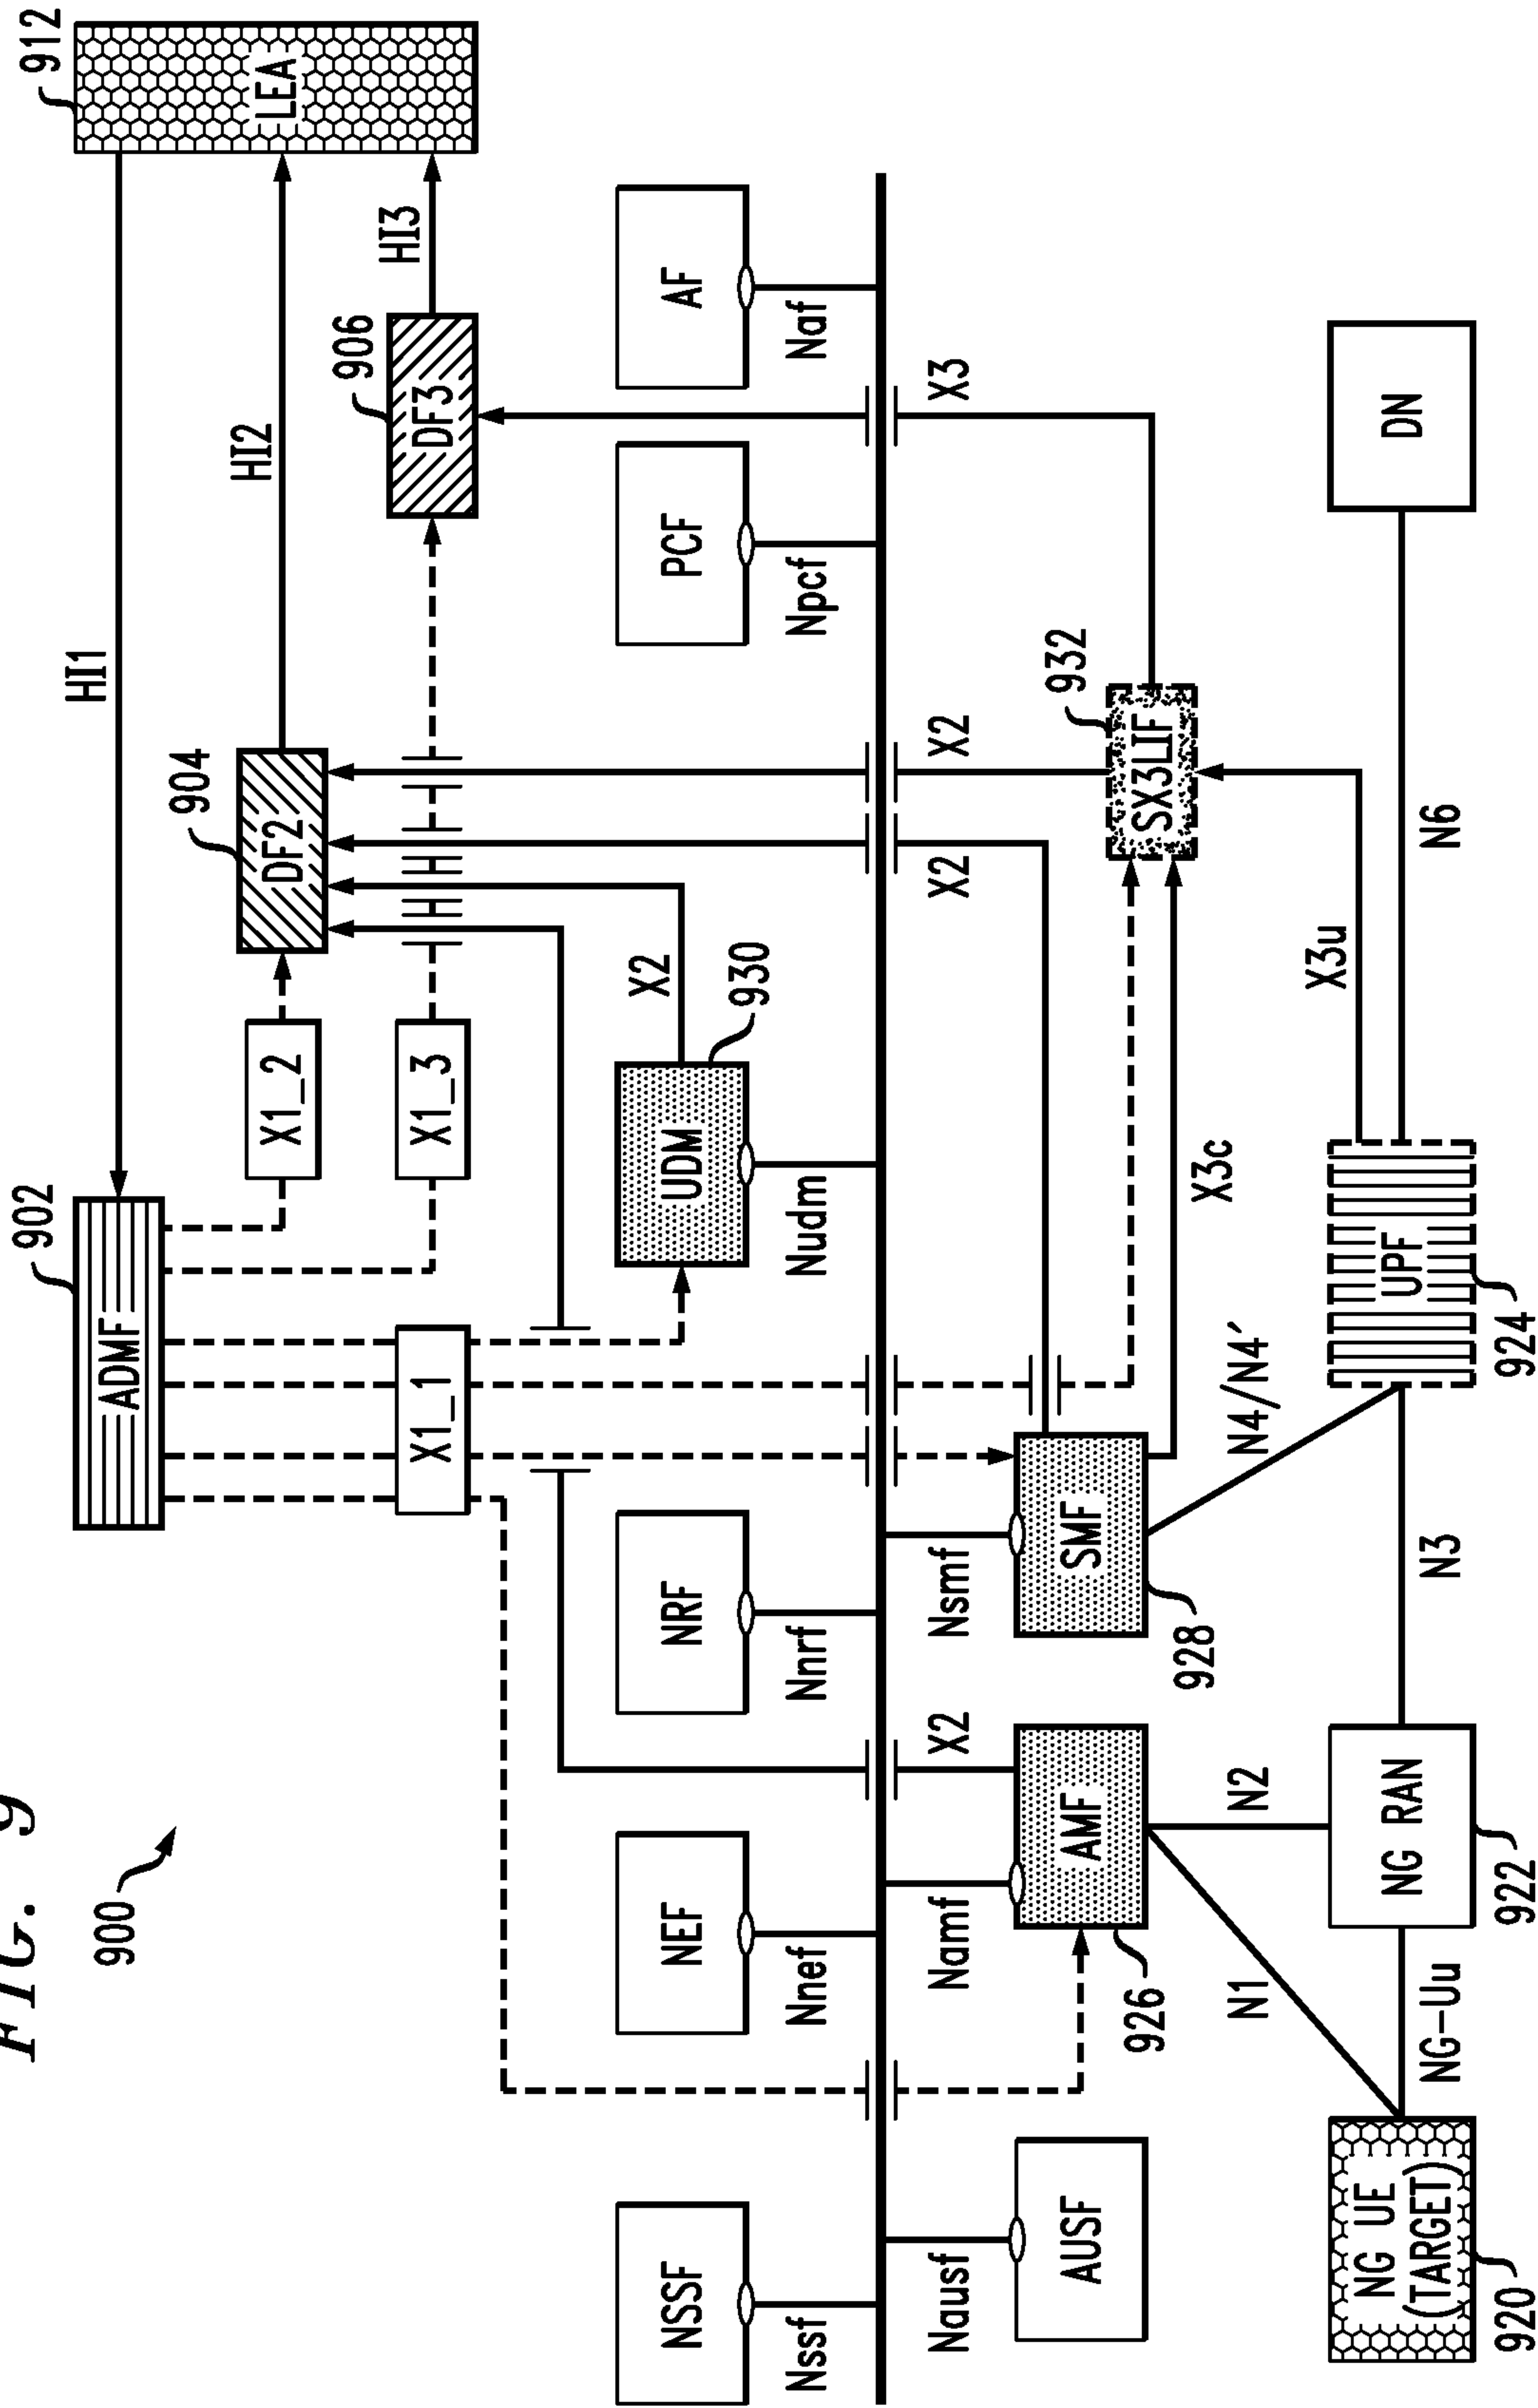 FIG. 9
900
902
ADMF
HI1
912
LEA
X1_2
904
DF2
HI2
X1_1
X1_3
906
DF3
HI3
NSSF
NEF
NRF
UDM
930
X2
PCF
AF
Nssf
Nnef
Nnrf
Nudm
Npcf
Naf
Nausf
Namf
X2
Nsmf
X2
X2
X3
AUSF
AMF
926
SMF
928
SX3LIF
932
N1
N2
N4/N4′
X3c
X3u
NG UE
(TARGET)
920
NG-Uu
NG RAN
922
N3
UPF
924
N6
DN